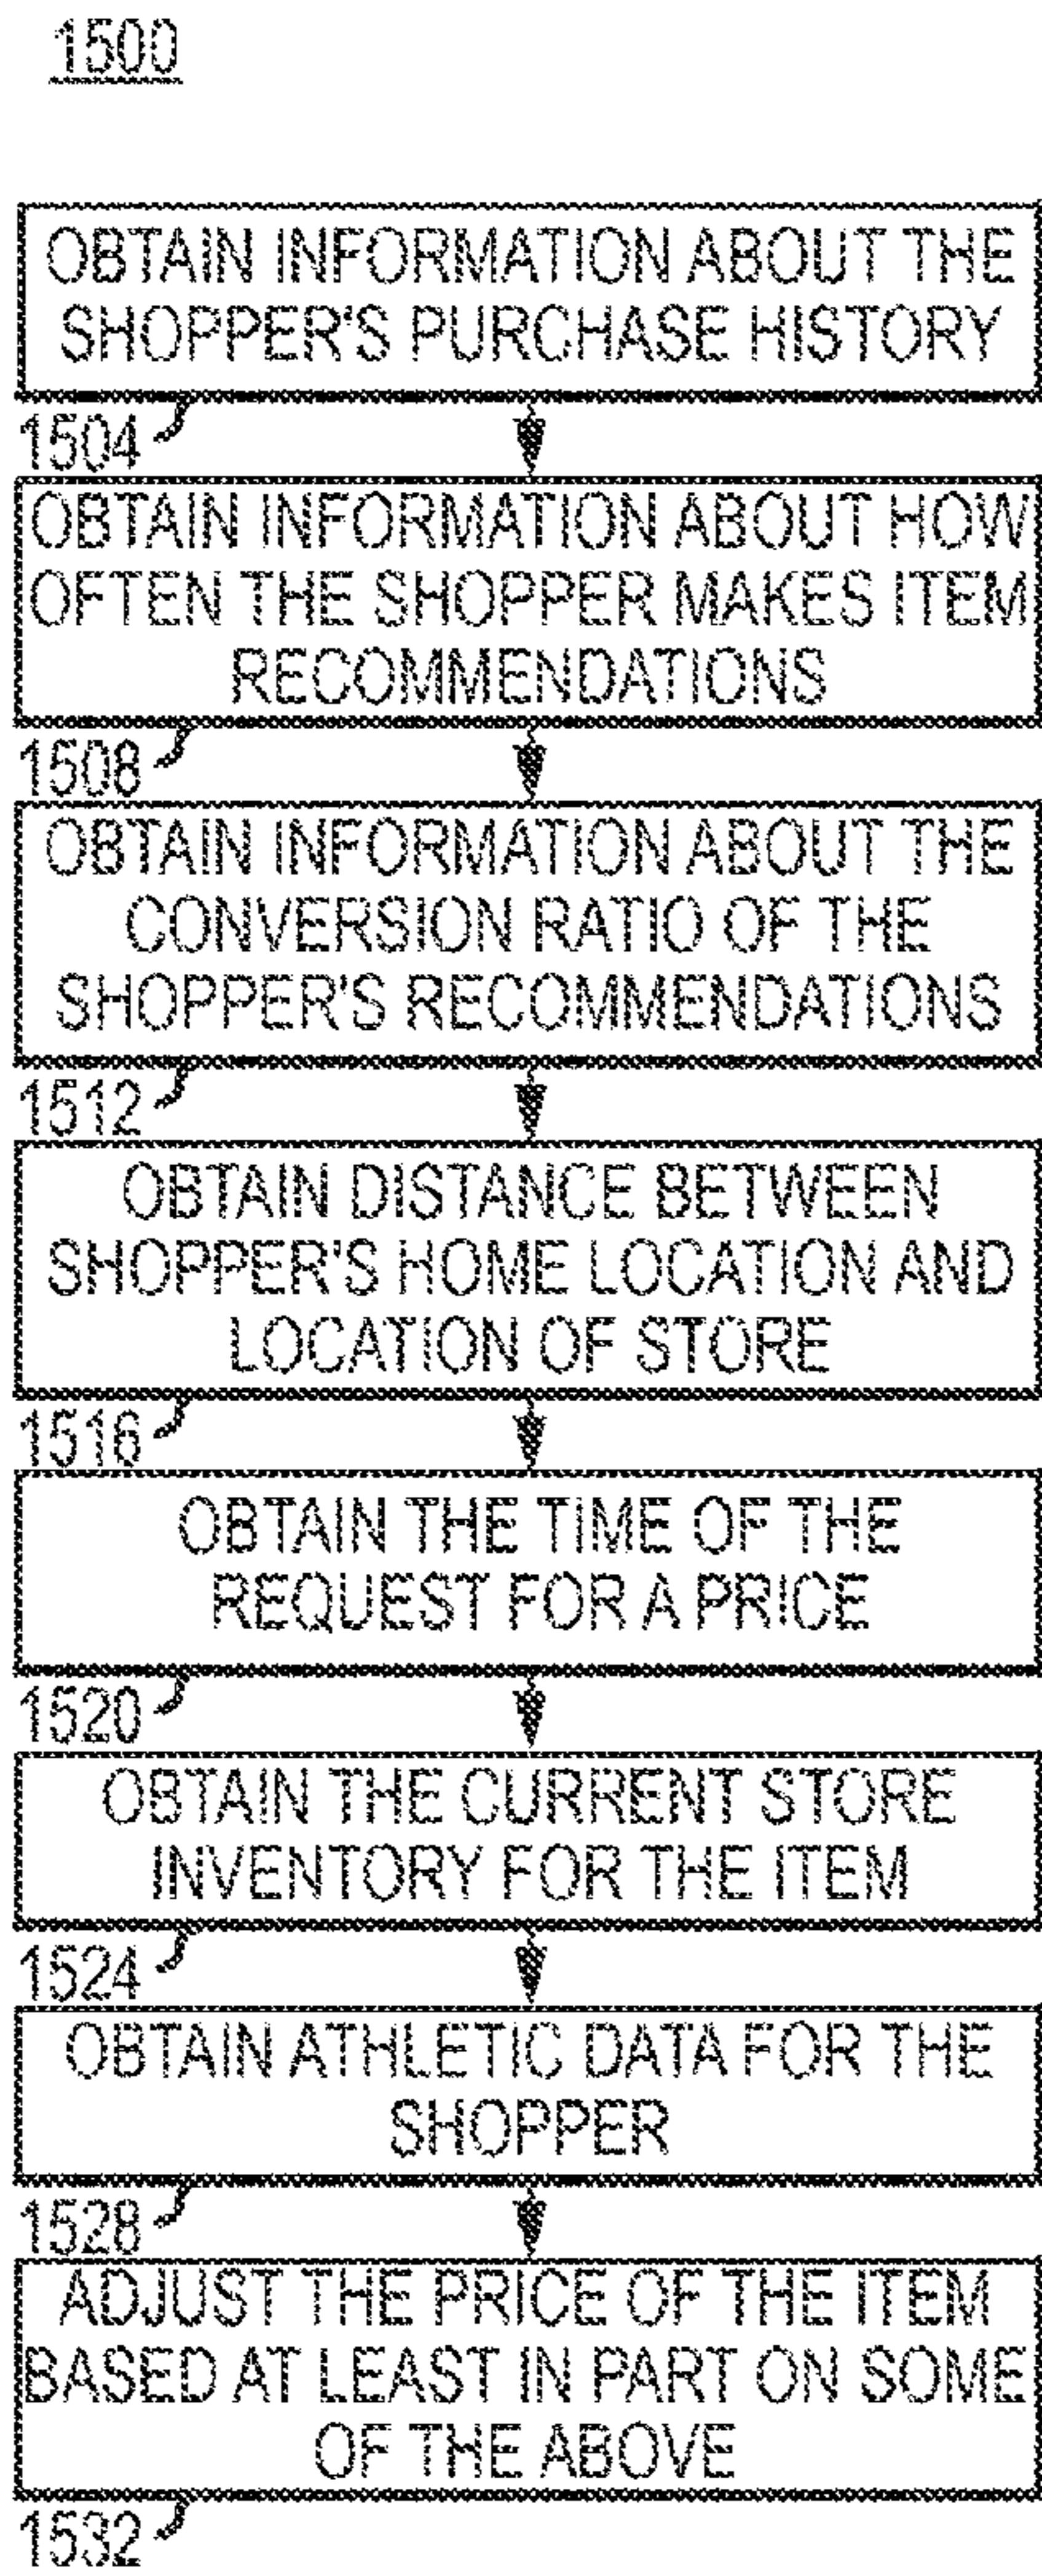 1500
OBTAIN INFORMATION ABOUT THE
SHOPPER'S PURCHASE HISTORY
1504
OBTAIN INFORMATION ABOUT HOW
OFTEN THE SHOPPER MAKES ITEM
RECOMMENDATIONS
1508
OBTAIN INFORMATION ABOUT THE
CONVERSION RATIO OF THE
SHOPPER'S RECOMMENDATIONS
1512
OBTAIN DISTANCE BETWEEN
SHOPPER'S HOME LOCATION AND
LOCATION OF STORE
1516
OBTAIN THE TIME OF THE
REQUEST FOR A PRICE
1520
OBTAIN THE CURRENT STORE
INVENTORY FOR THE ITEM
1524
OBTAIN ATHLETIC DATA FOR THE
SHOPPER
1528
ADJUST THE PRICE OF THE ITEM
BASED AT LEAST IN PART ON SOME
OF THE ABOVE
1532